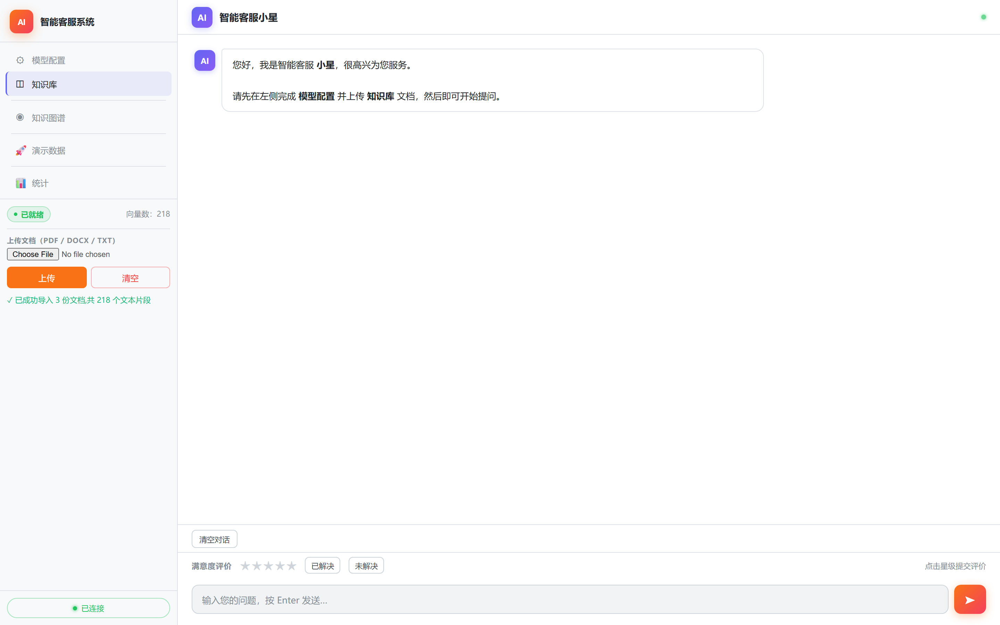 AI 智能客服系统
模型配置
知识库
知识图谱
演示数据
统计
已就绪 向量数：218
上传文档（PDF / DOCX / TXT）
Choose File No file chosen
上传 清空
✓ 已成功导入 3 份文档,共 218 个文本片段
已连接
AI 智能客服小星
AI
您好，我是智能客服 小星，很高兴为您服务。
请先在左侧完成 模型配置 并上传 知识库 文档，然后即可开始提问。
清空对话
满意度评价 ★★★★★ 已解决 未解决 点击星级提交评价
输入您的问题，按 Enter 发送...